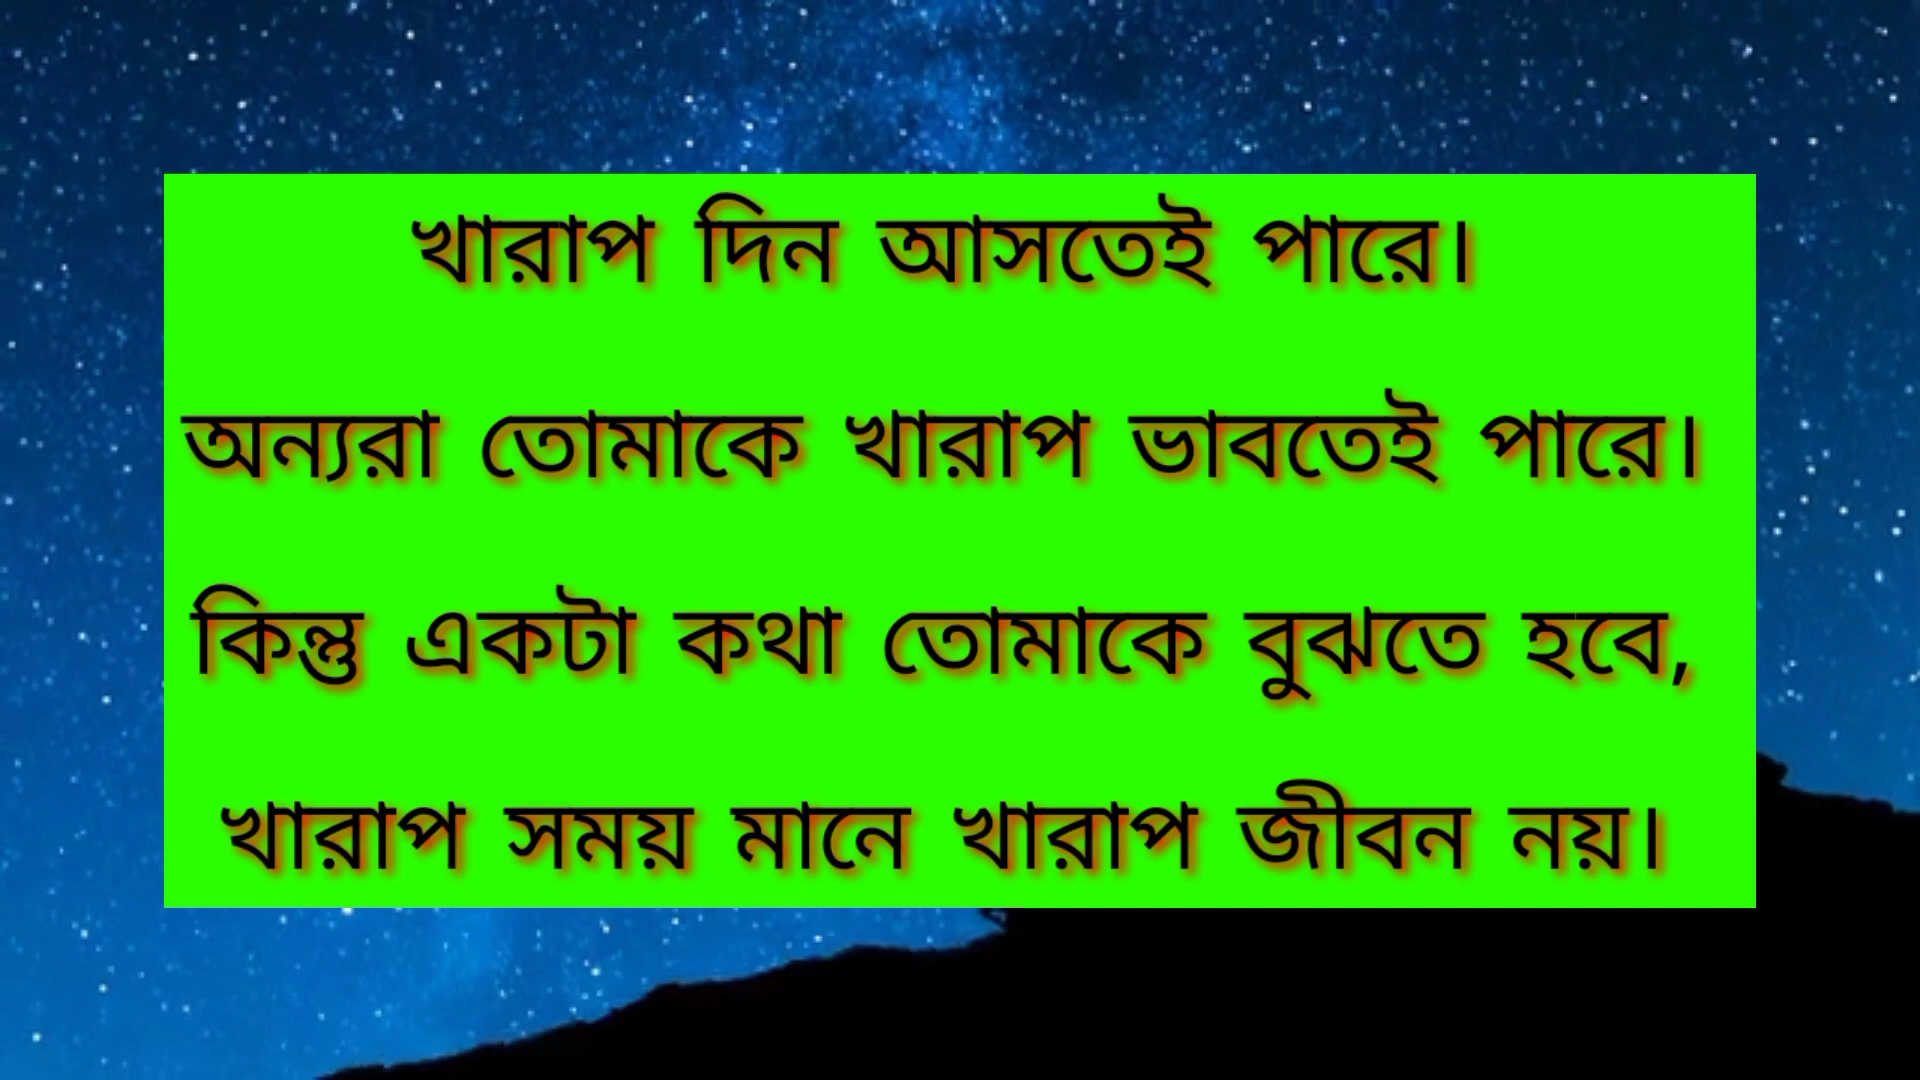 খারাপ দিন আসতেই পারে।
অন্যরা তোমাকে খারাপ ভাবতেই পারে।
কিন্তু একটা কথা তোমাকে বুঝতে হবে,
খারাপ সময় মানে খারাপ জীবন নয়।